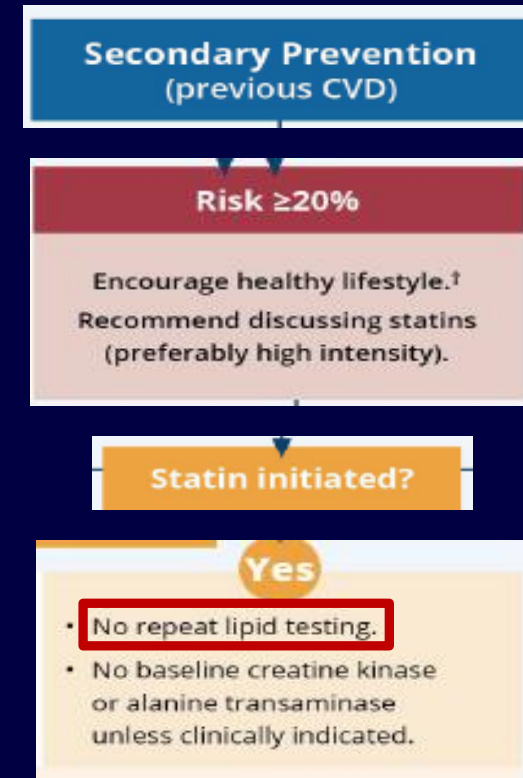 Secondary Prevention
(previous CVD)
Risk ≥20%
Encourage healthy lifestyle.†
Recommend discussing statins
(preferably high intensity).
Statin initiated?
Yes
• No repeat lipid testing.
• No baseline creatine kinase
or alanine transaminase
unless clinically indicated.